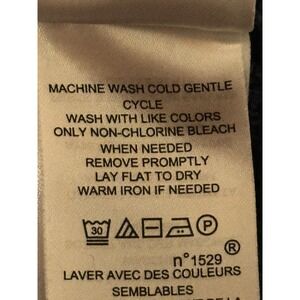 MACHINE WASH COLD GENTLE
CYCLE
WASH WITH LIKE COLORS
ONLY NON-CHLORINE BLEACH
WHEN NEEDED
REMOVE PROMPTLY
LAY FLAT TO DRY
WARM IRON IF NEEDED
30 P
n°1529 ®
LAVER AVEC DES COULEURS
SEMBLABLES